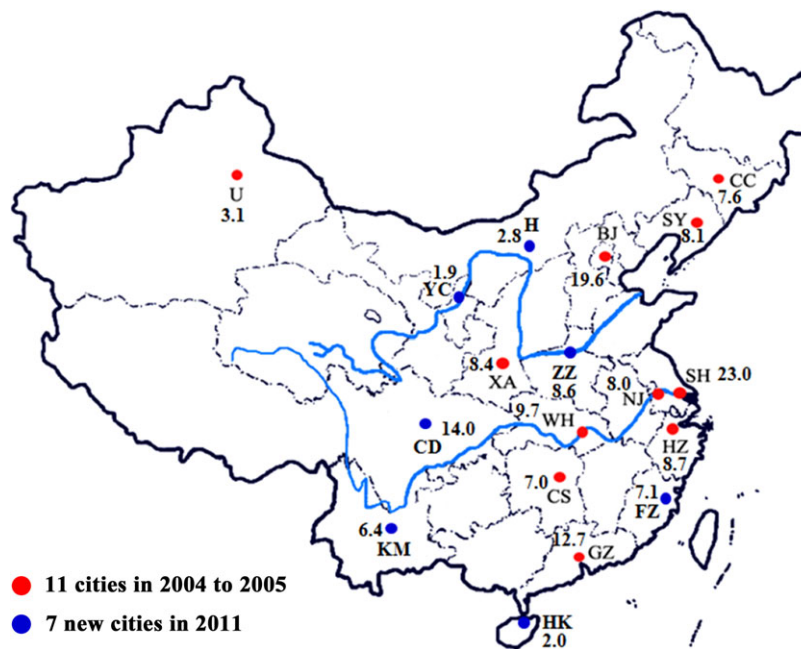 U
3.1
H
2.8
CC
7.6
SY
8.1
BJ
19.6
1.9
YC
8.4
XA
ZZ
8.6
8.0
NJ
SH 23.0
14.0
CD
9.7
WH
HZ
8.7
7.0
CS
7.1
FZ
6.4
KM
12.7
GZ
HK
2.0
11 cities in 2004 to 2005
7 new cities in 2011